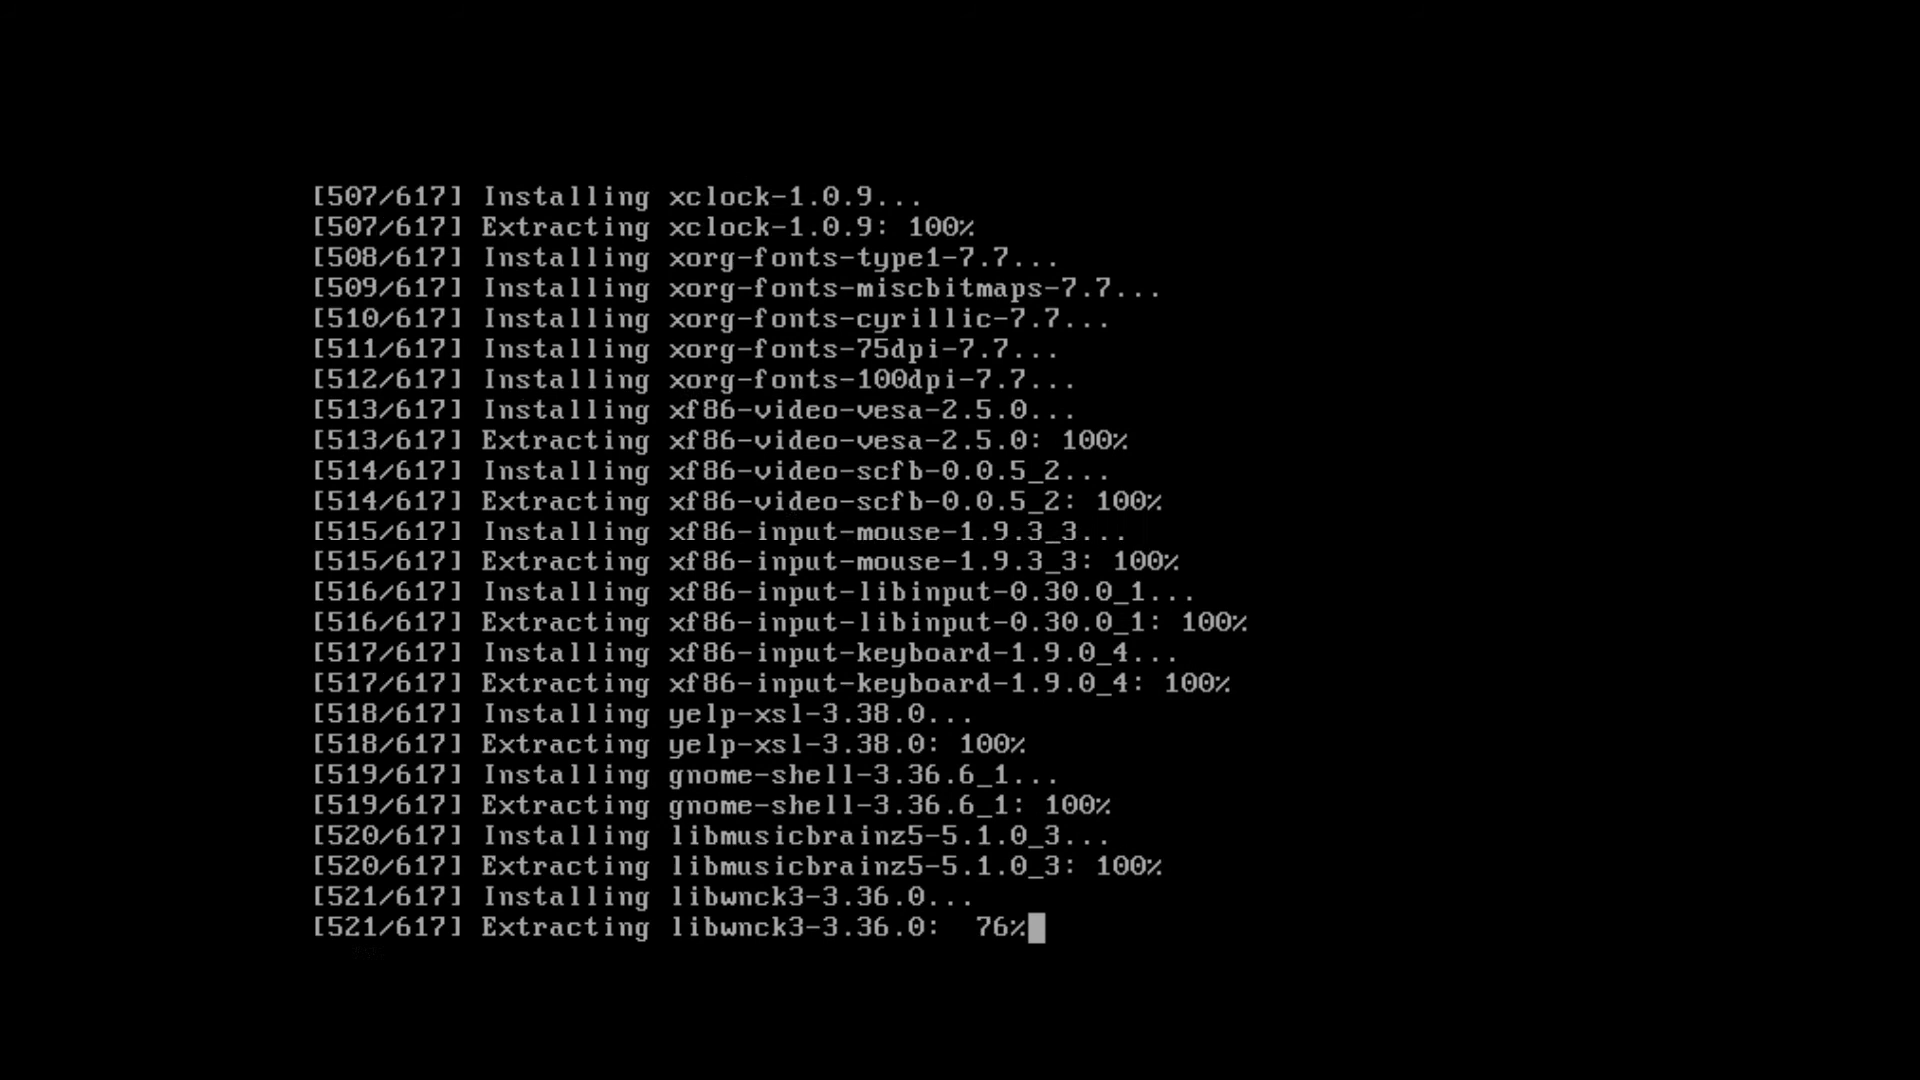 [507/617] Installing xclock-1.0.9...
[507/617] Extracting xclock-1.0.9: 100%
[508/617] Installing xorg-fonts-type1-7.7...
[509/617] Installing xorg-fonts-miscbitmaps-7.7...
[510/617] Installing xorg-fonts-cyrillic-7.7...
[511/617] Installing xorg-fonts-75dpi-7.7...
[512/617] Installing xorg-fonts-100dpi-7.7...
[513/617] Installing xf86-video-vesa-2.5.0...
[513/617] Extracting xf86-video-vesa-2.5.0: 100%
[514/617] Installing xf86-video-scfb-0.0.5_2...
[514/617] Extracting xf86-video-scfb-0.0.5_2: 100%
[515/617] Installing xf86-input-mouse-1.9.3_3...
[515/617] Extracting xf86-input-mouse-1.9.3_3: 100%
[516/617] Installing xf86-input-libinput-0.30.0_1...
[516/617] Extracting xf86-input-libinput-0.30.0_1: 100%
[517/617] Installing xf86-input-keyboard-1.9.0_4...
[517/617] Extracting xf86-input-keyboard-1.9.0_4: 100%
[518/617] Installing yelp-xsl-3.38.0...
[518/617] Extracting yelp-xsl-3.38.0: 100%
[519/617] Installing gnome-shell-3.36.6_1...
[519/617] Extracting gnome-shell-3.36.6_1: 100%
[520/617] Installing libmusicbrainz5-5.1.0_3...
[520/617] Extracting libmusicbrainz5-5.1.0_3: 100%
[521/617] Installing libwnck3-3.36.0...
[521/617] Extracting libwnck3-3.36.0:  76%